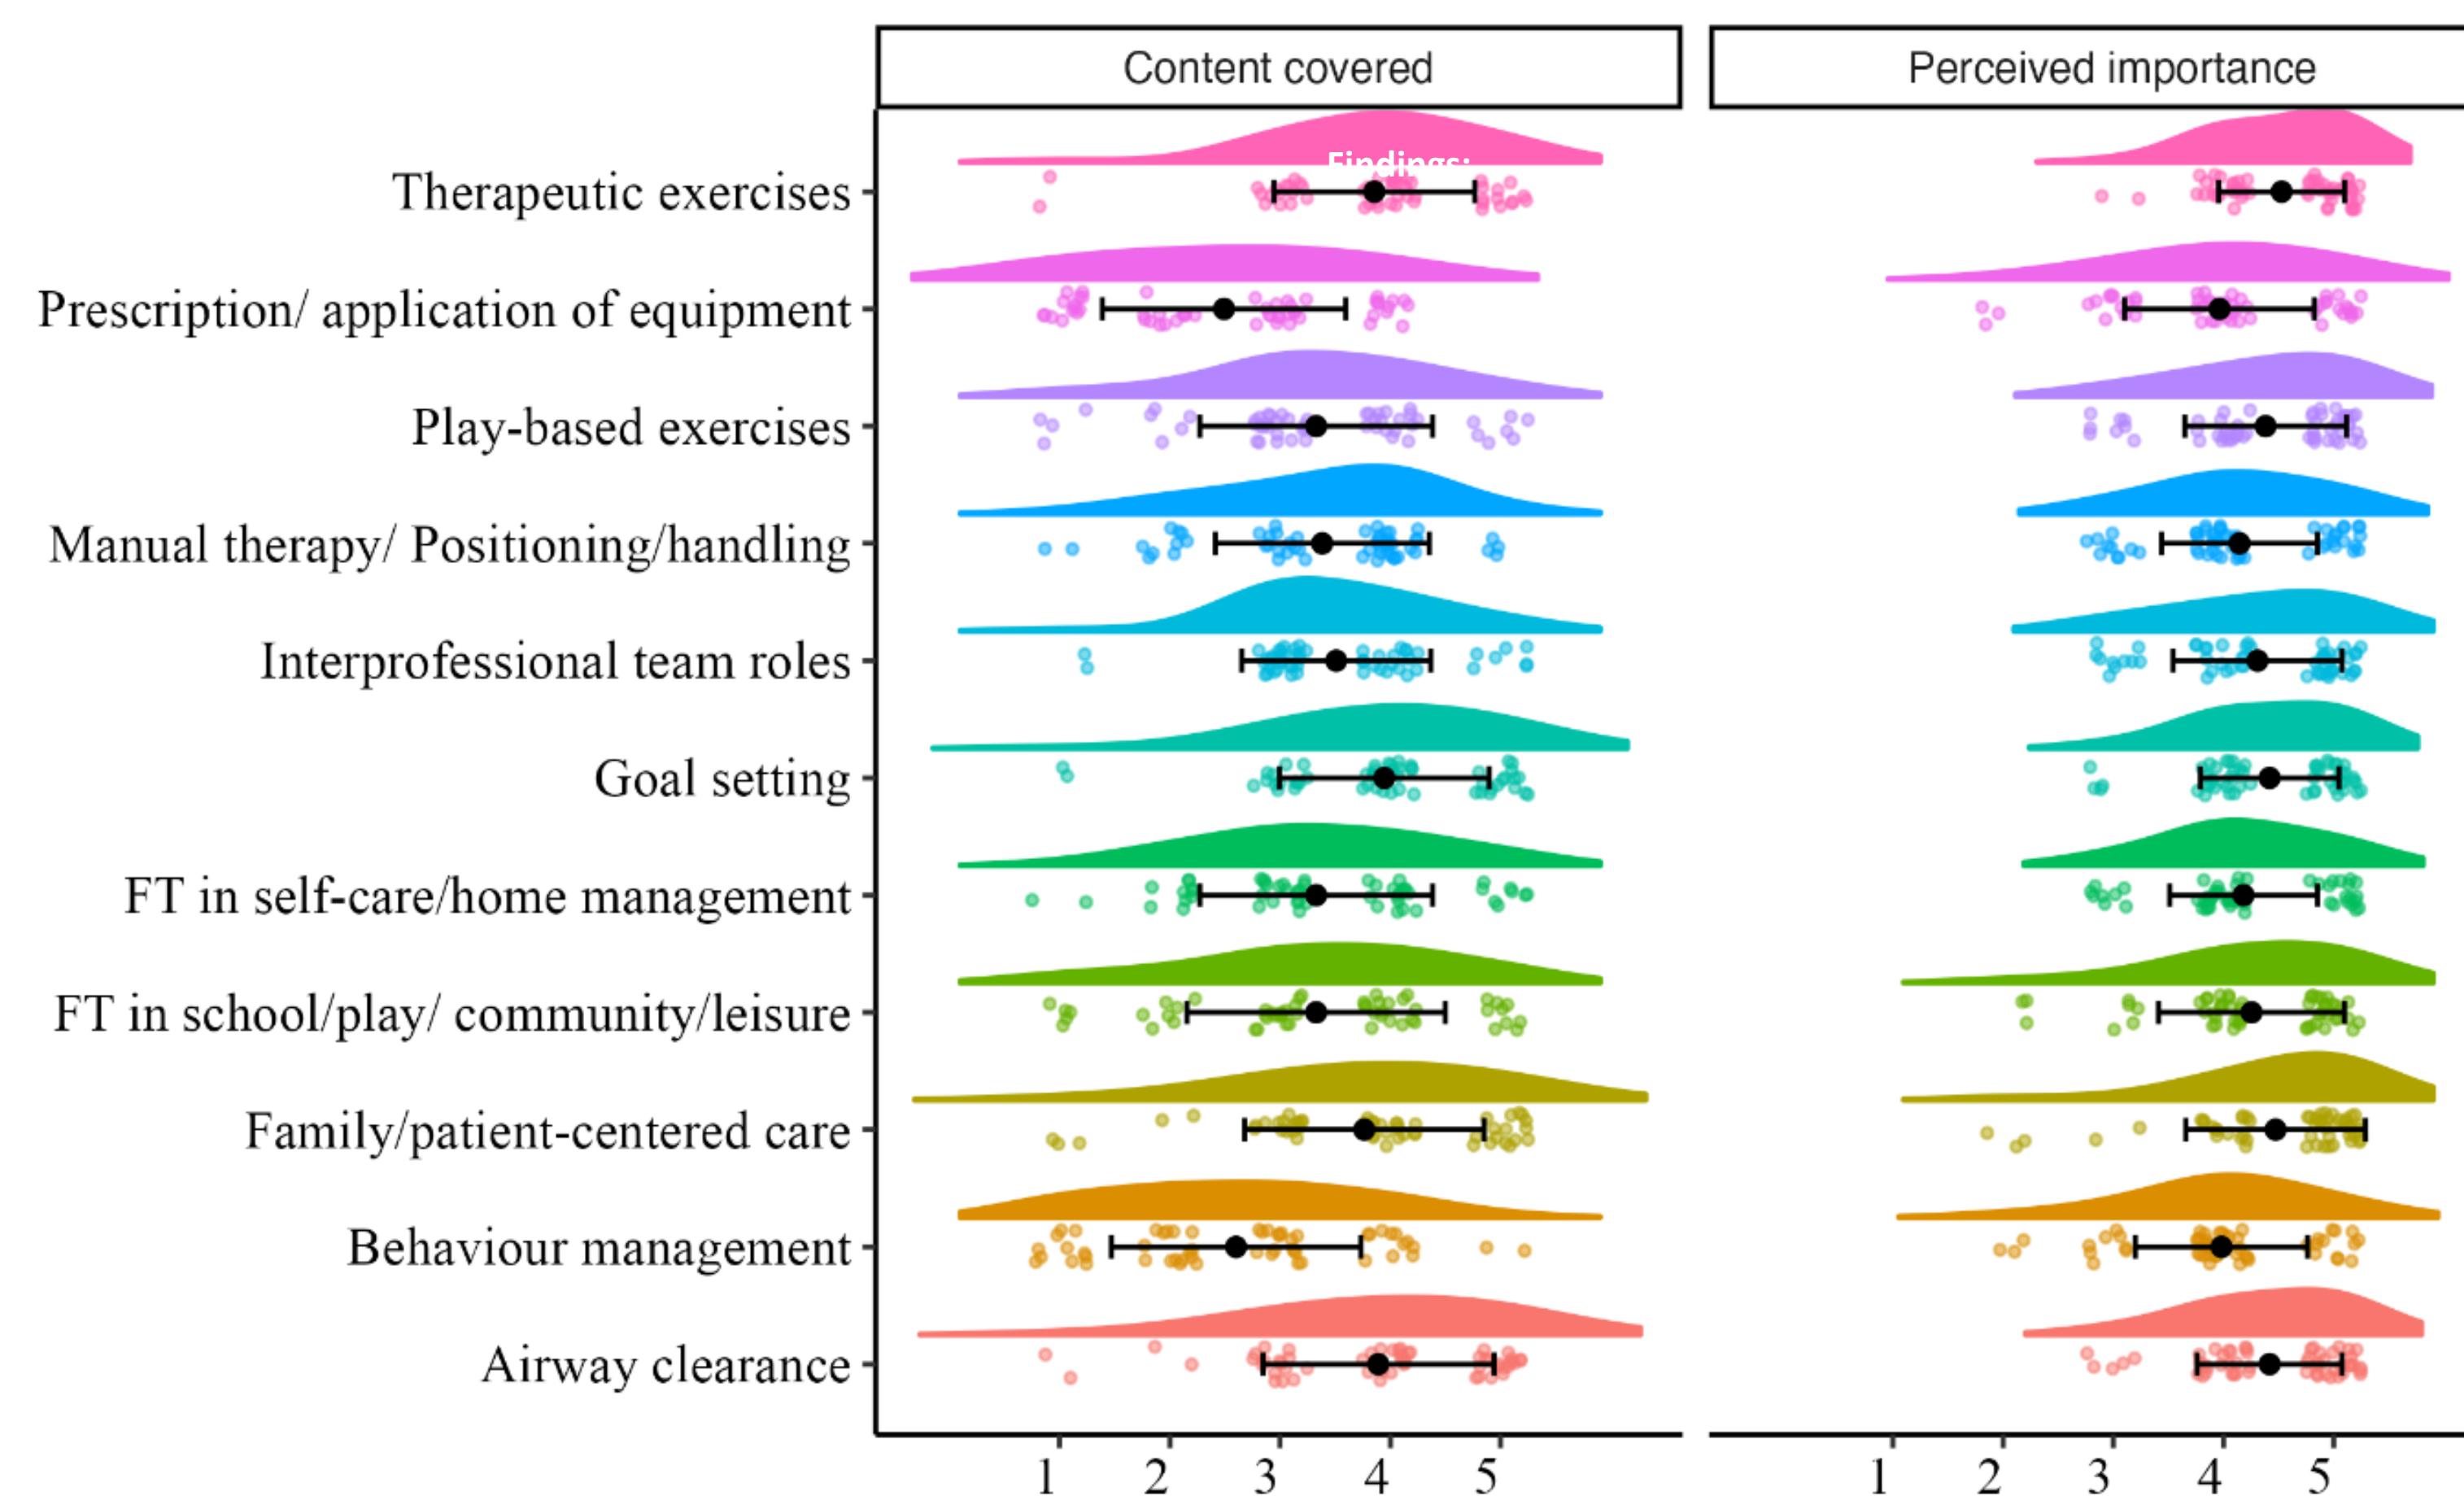 Content covered
Perceived importance
Findings:
Therapeutic exercises
Prescription/ application of equipment
Play-based exercises
Manual therapy/ Positioning/handling
Interprofessional team roles
Goal setting
FT in self-care/home management
FT in school/play/ community/leisure
Family/patient-centered care
Behaviour management
Airway clearance
1 2 3 4 5
1 2 3 4 5